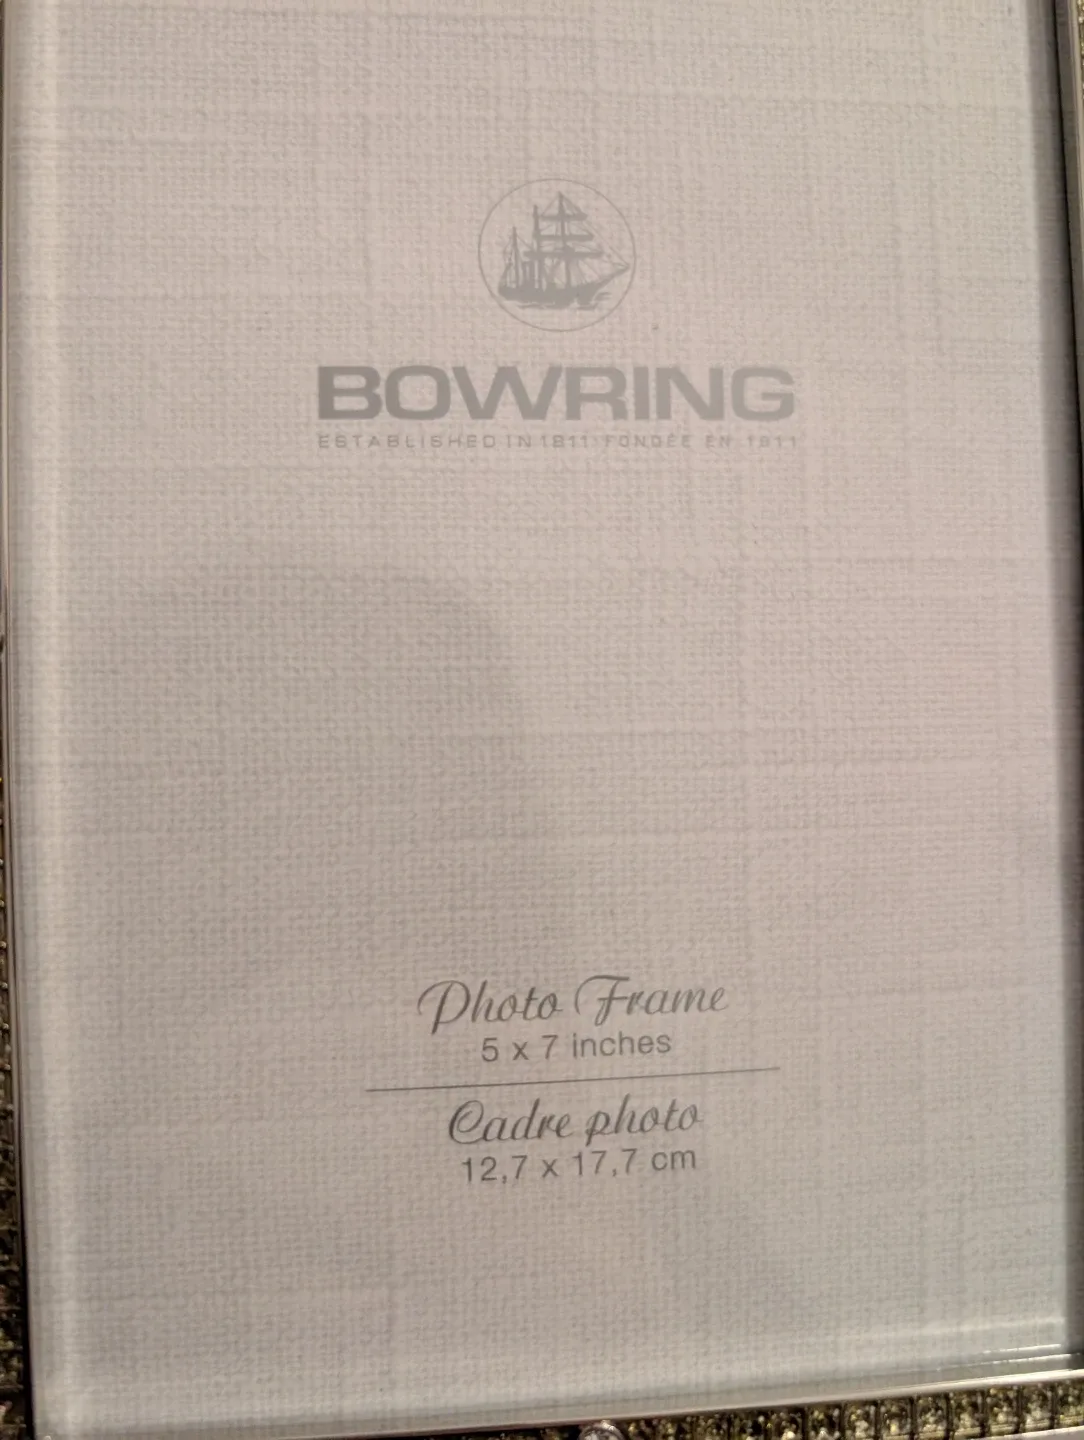 BOWRING
ESTABLISHED IN 1811 FONDÉE EN 1811
Photo Frame
5 x 7 inches
Cadre photo
12,7 x 17,7 cm